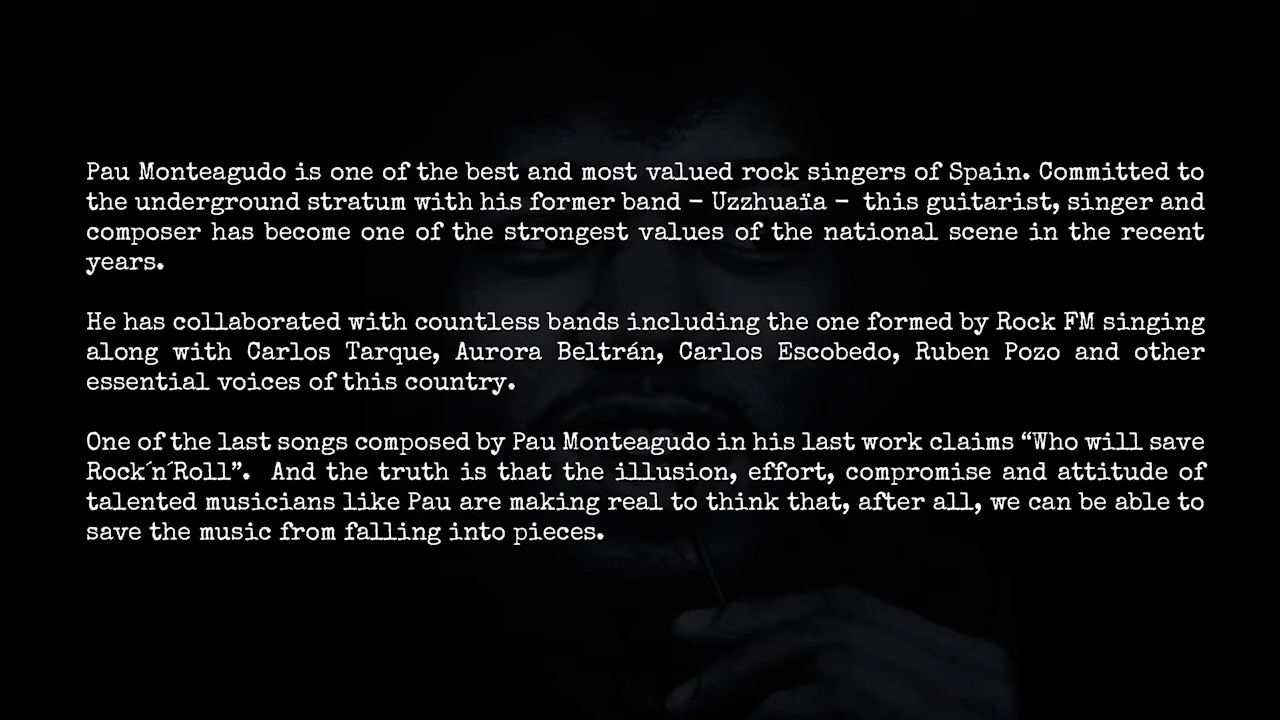 Pau Monteagudo is one of the best and most valued rock singers of Spain. Committed to
the underground stratum with his former band – Uzzhuaïa – this guitarist, singer and
composer has become one of the strongest values of the national scene in the recent
years.
He has collaborated with countless bands including the one formed by Rock FM singing
along with Carlos Tarque, Aurora Beltrán, Carlos Escobedo, Ruben Pozo and other
essential voices of this country.
One of the last songs composed by Pau Monteagudo in his last work claims “Who will save
Rock´n´Roll”. And the truth is that the illusion, effort, compromise and attitude of
talented musicians like Pau are making real to think that, after all, we can be able to
save the music from falling into pieces.